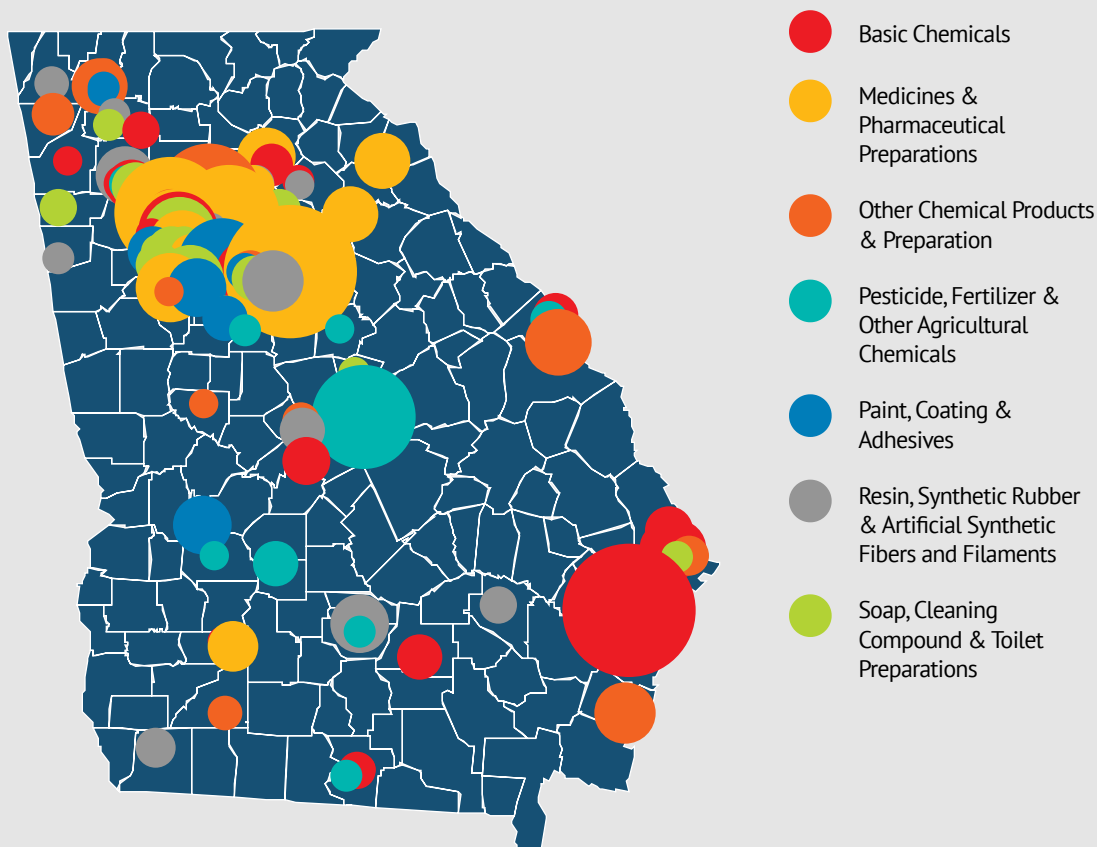 Basic Chemicals
Medicines &
Pharmaceutical
Preparations
Other Chemical Products
& Preparation
Pesticide, Fertilizer &
Other Agricultural
Chemicals
Paint, Coating &
Adhesives
Resin, Synthetic Rubber
& Artificial Synthetic
Fibers and Filaments
Soap, Cleaning
Compound & Toilet
Preparations